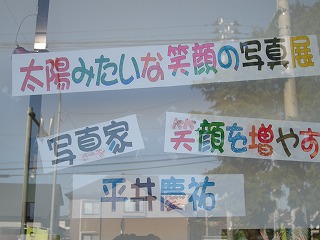 太陽みたいな笑顔の写真展
写真家
笑顔を増やす
平井慶祐